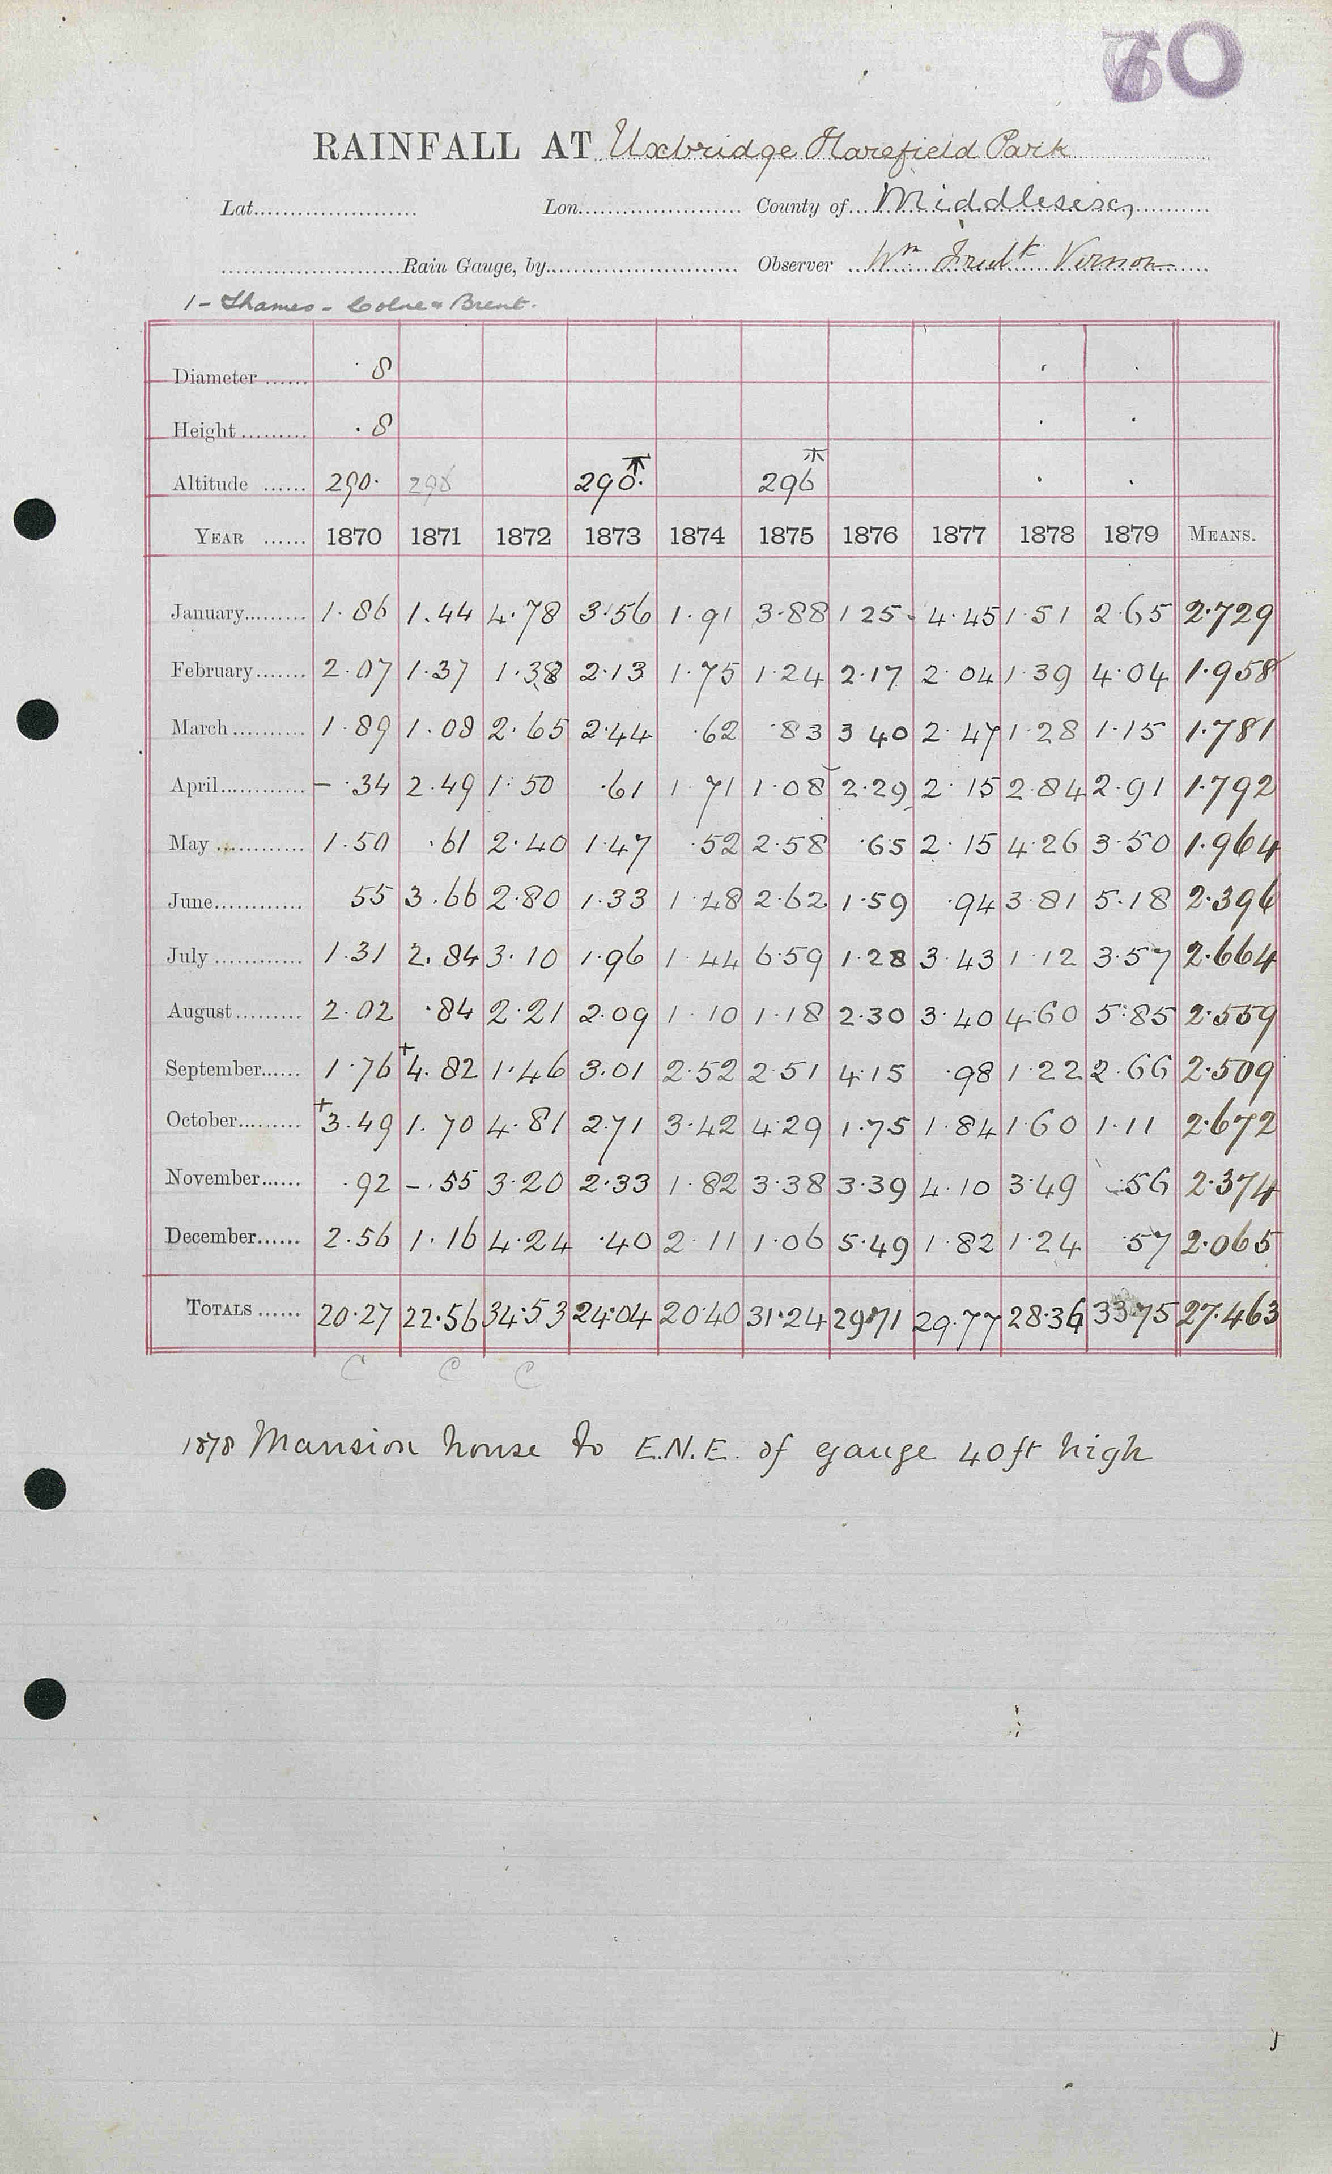 70
RAINFALL AT Uxbridge Harefield Park
Lat. Lon. County of Middlesex
Rain Gauge, by Observer Wm Fredk Vernon
1 - Thames - Colne & Brent.
Diameter 8
Height 8
Altitude 290. 290. 296
YEAR 1870 1871 1872 1873 1874 1875 1876 1877 1878 1879 MEANS.
January 1.86 1.44 4.78 3.56 1.91 3.88 1 25 4.45 1.51 2.65 2.729
February 2.07 1.37 1.38 2.13 1.75 1.24 2.17 2 04 1.39 4.04 1.958
March 1.89 1.08 2.65 2.44 .62 .83 3 40 2.47 1.28 1.15 1.781
April - .34 2.49 1.50 .61 1 71 1.08 2.29 2.15 2.84 2.91 1.792
May 1.50 .61 2.40 1.47 .52 2.58 .65 2.15 4.26 3.50 1.964
June 55 3.66 2.80 1.33 1 48 2.62 1.59 .94 3 81 5.18 2.396
July 1.31 2.84 3.10 1.96 1 44 6.59 1.28 3.43 1.12 3.57 2.664
August 2.02 .84 2.21 2.09 1.10 1.18 2.30 3.40 4.60 5.85 2.559
September 1.76 +4.82 1.46 3.01 2.52 2.51 4.15 .98 1.22 2.66 2.509
October +3.49 1.70 4.81 2.71 3.42 4.29 1.75 1.84 1.60 1.11 2.672
November .92 -.55 3.20 2.33 1.82 3.38 3.39 4.10 3.49 .56 2.374
December 2.56 1.16 4.24 .40 2 11 1.06 5.49 1.82 1.24 .57 2.065
TOTALS 20.27 22.56 34.53 24.04 20.40 31.24 29.71 29.77 28.36 33.75 27.463
C C C
1878 Mansion house to E.N.E. of gauge 40ft high